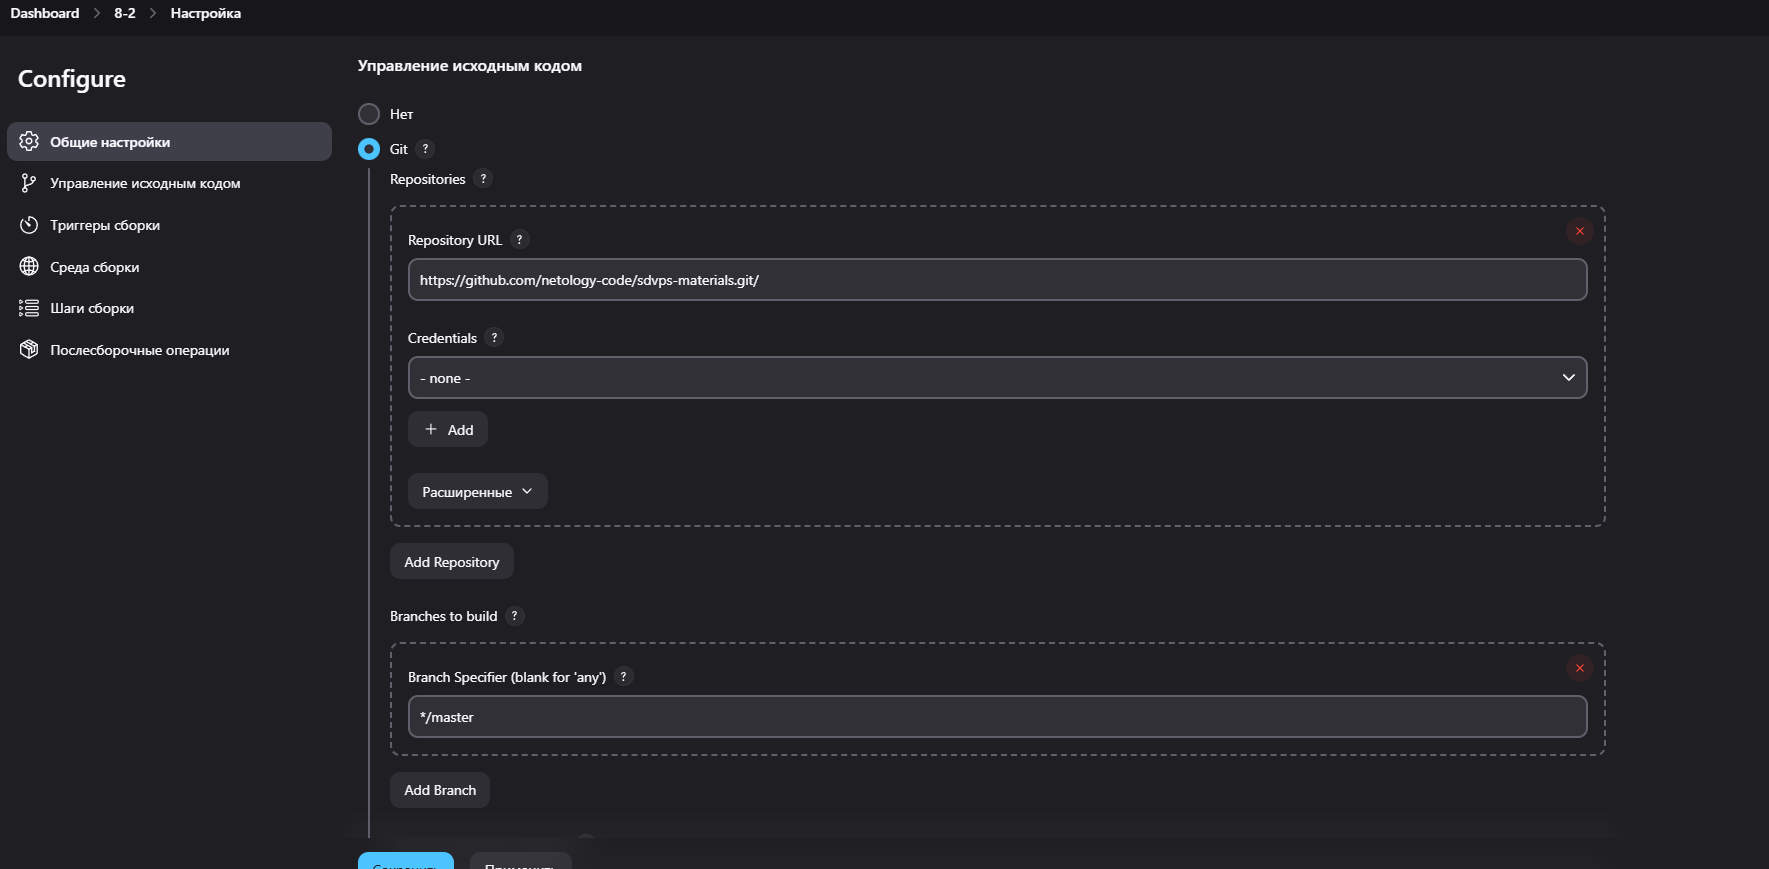 Dashboard > 8-2 > Настройка
Configure
Общие настройки
Управление исходным кодом
Триггеры сборки
Среда сборки
Шаги сборки
Послесборочные операции
Управление исходным кодом
Нет
Git ?
Repositories ?
Repository URL ?
https://github.com/netology-code/sdvps-materials.git/
Credentials ?
- none -
+ Add
Расширенные
Add Repository
Branches to build ?
Branch Specifier (blank for 'any') ?
*/master
Add Branch